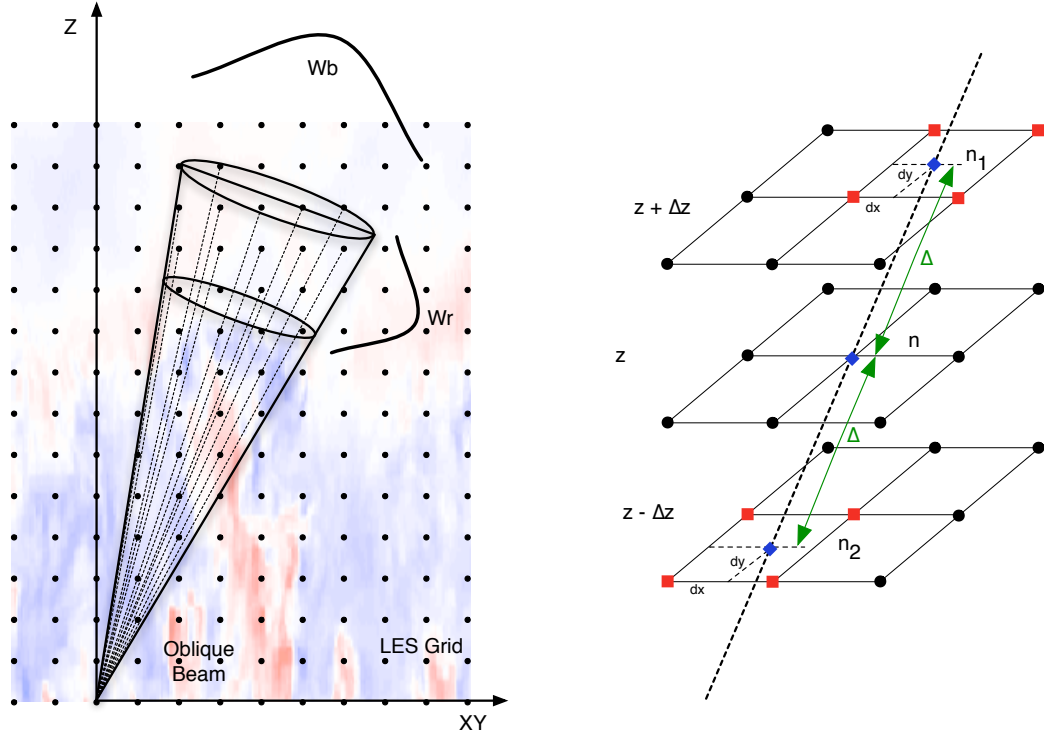 Z
Wb
Wr
Oblique
Beam
LES Grid
XY
n1
dy
dx
z + Δz
Δ
n
z
Δ
z - Δz
n2
dy
dx